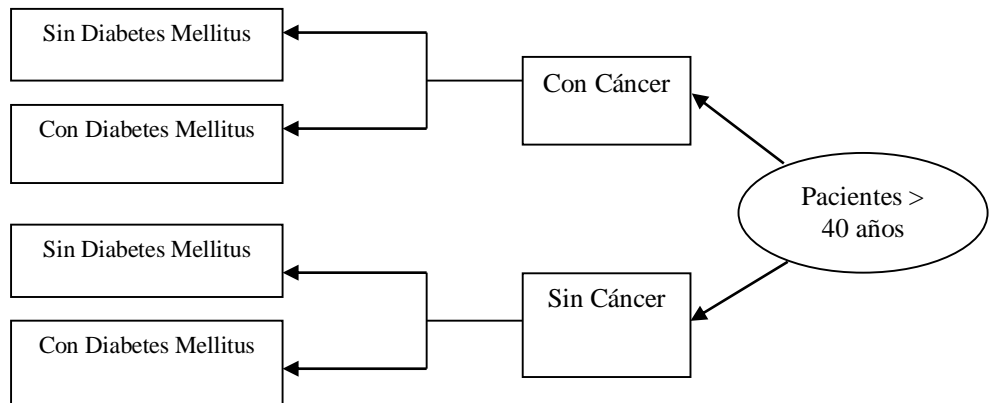 Sin Diabetes Mellitus
Con Cáncer
Con Diabetes Mellitus
Pacientes >
40 años
Sin Diabetes Mellitus
Sin Cáncer
Con Diabetes Mellitus